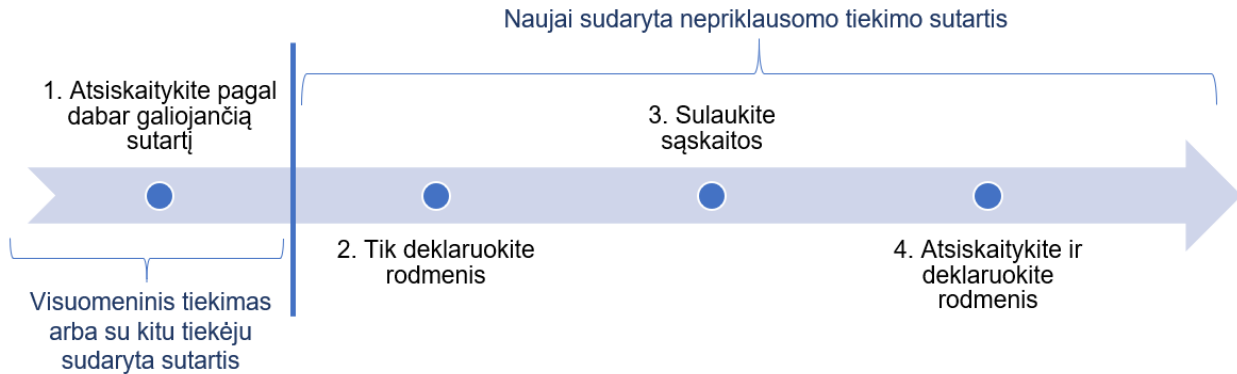 Naujai sudaryta nepriklausomo tiekimo sutartis
1. Atsiskaitykite pagal
dabar galiojančią
sutartį
3. Sulaukite
sąskaitos
2. Tik deklaruokite
rodmenis
4. Atsiskaitykite ir
deklaruokite
rodmenis
Visuomeninis tiekimas
arba su kitu tiekėju
sudaryta sutartis